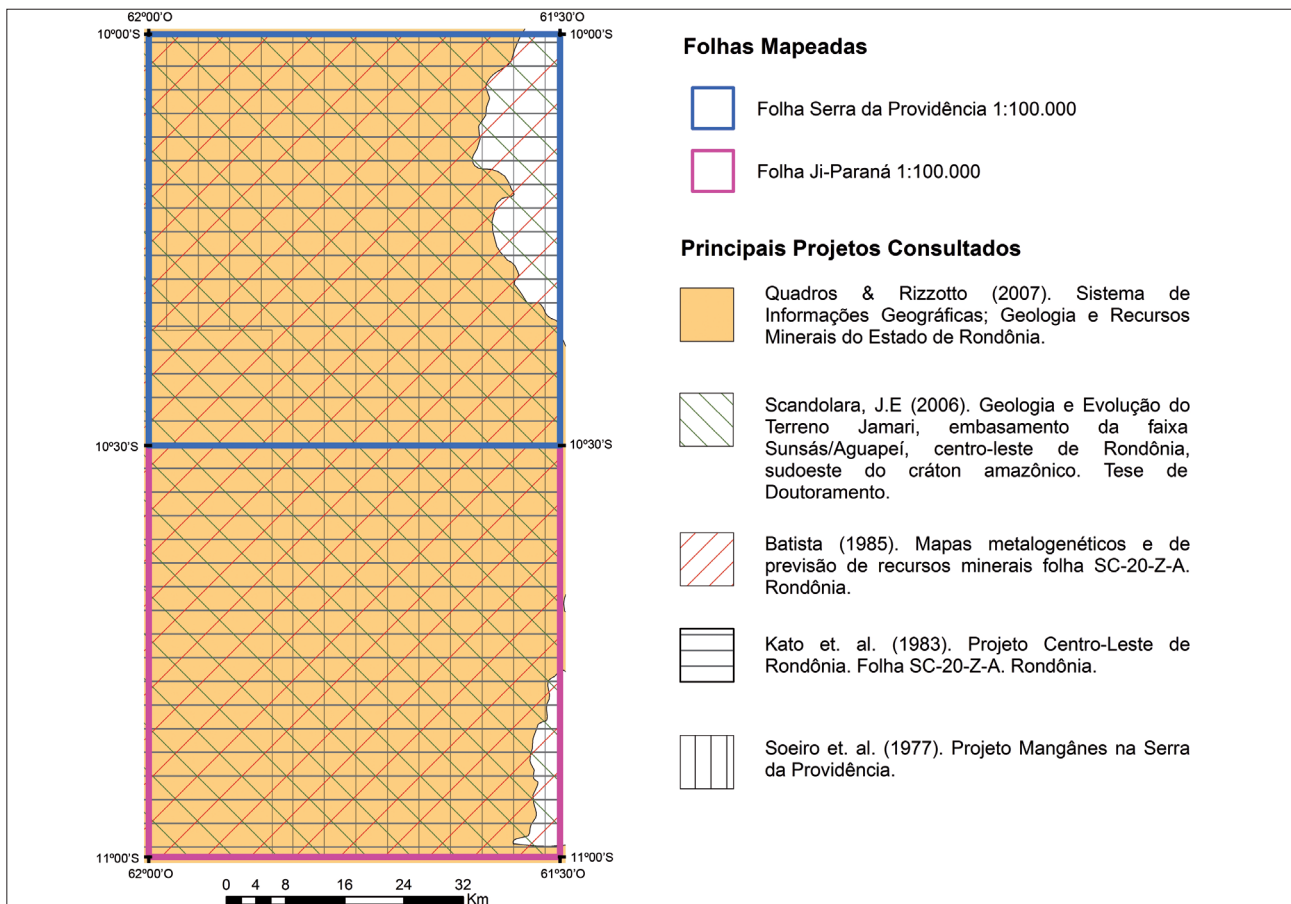 62º00'O
61º30'O
10º00'S
10º00'S
10º30'S
10º30'S
11º00'S
11º00'S
62º00'O
61º30'O
0 4 8 16 24 32
Km
Folhas Mapeadas
Folha Serra da Providência 1:100.000
Folha Ji-Paraná 1:100.000
Principais Projetos Consultados
Quadros & Rizzotto (2007). Sistema de
Informações Geográficas; Geologia e Recursos
Minerais do Estado de Rondônia.
Scandolara, J.E (2006). Geologia e Evolução do
Terreno Jamari, embasamento da faixa
Sunsás/Aguapeí, centro-leste de Rondônia,
sudoeste do cráton amazônico. Tese de
Doutoramento.
Batista (1985). Mapas metalogenéticos e de
previsão de recursos minerais folha SC-20-Z-A.
Rondônia.
Kato et. al. (1983). Projeto Centro-Leste de
Rondônia. Folha SC-20-Z-A. Rondônia.
Soeiro et. al. (1977). Projeto Mangânes na Serra
da Providência.